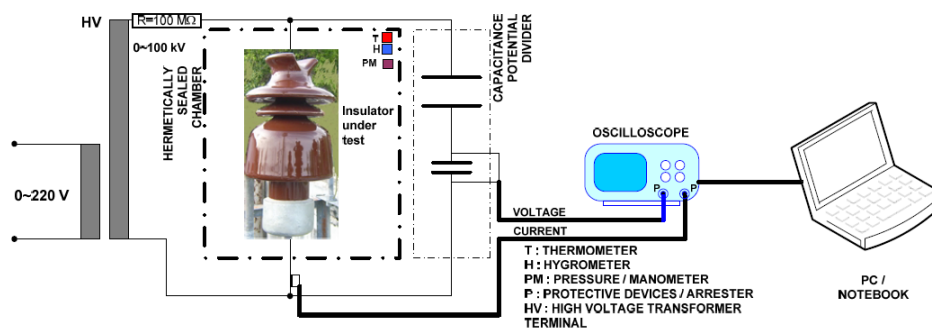 HV
R=100 MΩ
0~100 kV
0~220 V
HERMETICALLY
SEALED
CHAMBER
T
H
PM
Insulator
under
test
CAPACITANCE
POTENTIAL
DIVIDER
OSCILLOSCOPE
P
P
VOLTAGE
CURRENT
T : THERMOMETER
H : HYGROMETER
PM : PRESSURE / MANOMETER
P : PROTECTIVE DEVICES / ARRESTER
HV : HIGH VOLTAGE TRANSFORMER
TERMINAL
PC /
NOTEBOOK